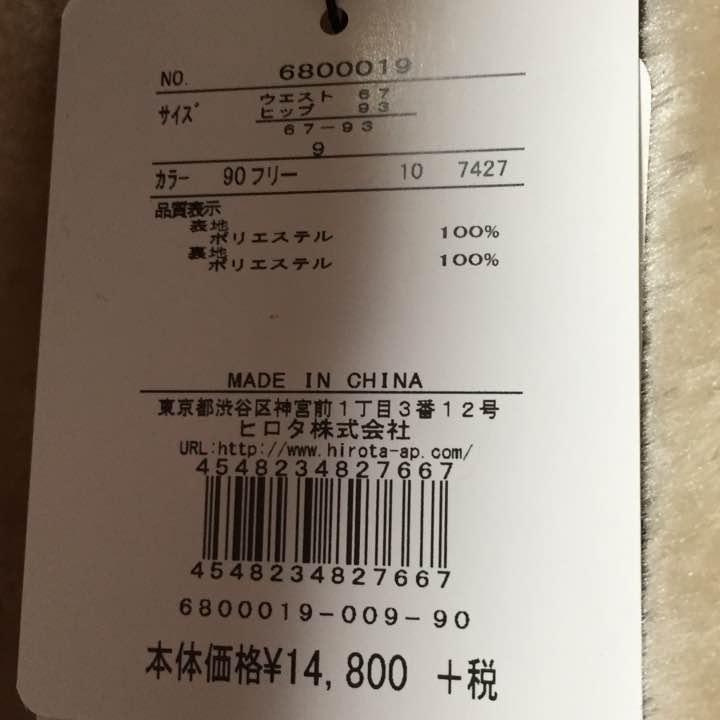 NO. 6800019
サイズ ウエスト 67
ヒップ 93
67-93
9
カラー 90フリー 10 7427
品質表示
表地
ポリエステル 100%
裏地
ポリエステル 100%
MADE IN CHINA
東京都渋谷区神宮前1丁目3番12号
ヒロタ株式会社
URL:http://www.hirota-ap.com/
4548234827667
4548234827667
6800019-009-90
本体価格¥14,800 +税